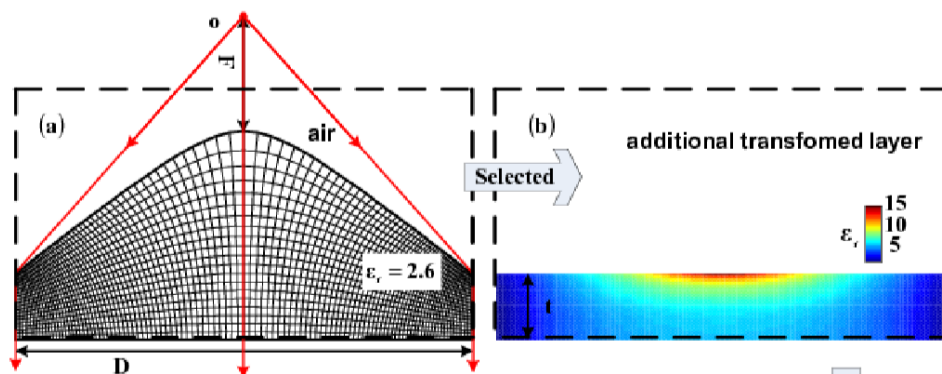 o
F
(a)
air
εr = 2.6
D
Selected
(b)
additional transfomed layer
εr
15
10
5
t